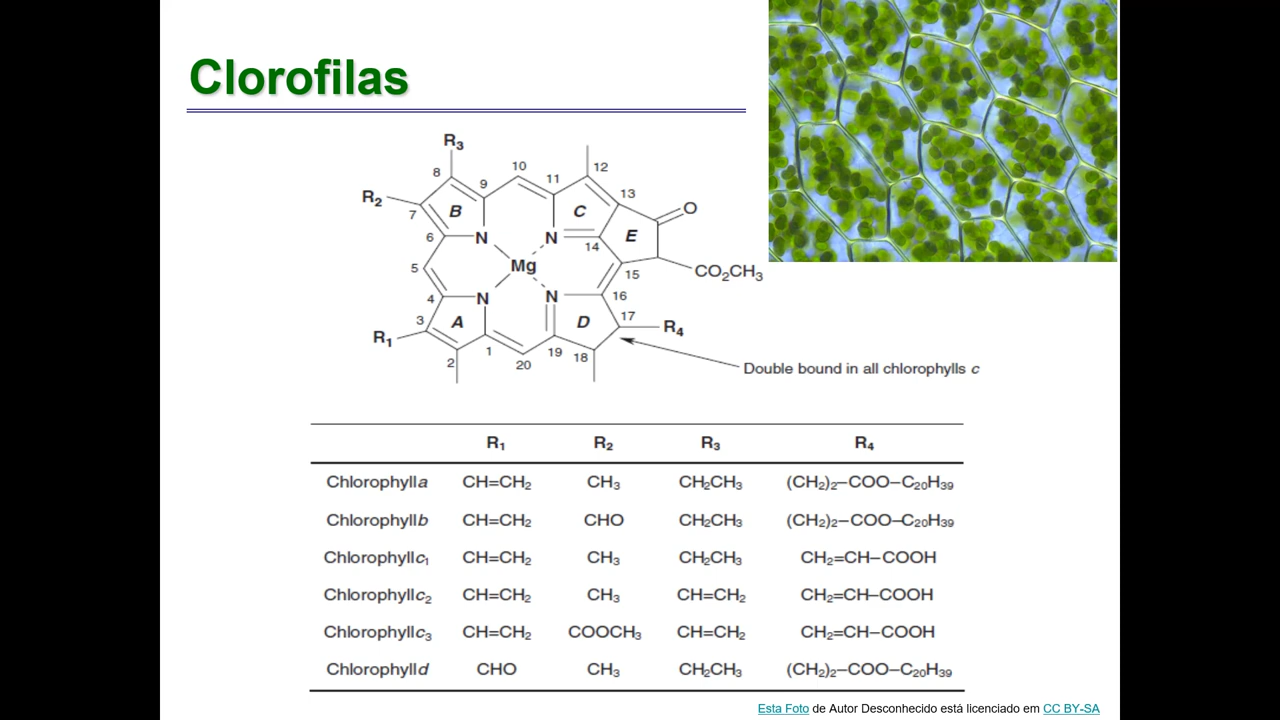 Clorofilas
R₃
8
10
12
9
11
13
R₂
7
B
C
O
6
N
N
14
E
5
Mg
15
CO₂CH₃
4
N
N
16
3
A
D
17
R₄
R₁
1
19
18
2
20
Double bound in all chlorophylls c
R₁ R₂ R₃ R₄
Chlorophyll a CH=CH₂ CH₃ CH₂CH₃ (CH₂)₂–COO–C₂₀H₃₉
Chlorophyll b CH=CH₂ CHO CH₂CH₃ (CH₂)₂–COO–C₂₀H₃₉
Chlorophyll c₁ CH=CH₂ CH₃ CH₂CH₃ CH₂=CH–COOH
Chlorophyll c₂ CH=CH₂ CH₃ CH=CH₂ CH₂=CH–COOH
Chlorophyll c₃ CH=CH₂ COOCH₃ CH=CH₂ CH₂=CH–COOH
Chlorophyll d CHO CH₃ CH₂CH₃ (CH₂)₂–COO–C₂₀H₃₉
Esta Foto de Autor Desconhecido está licenciado em CC BY-SA